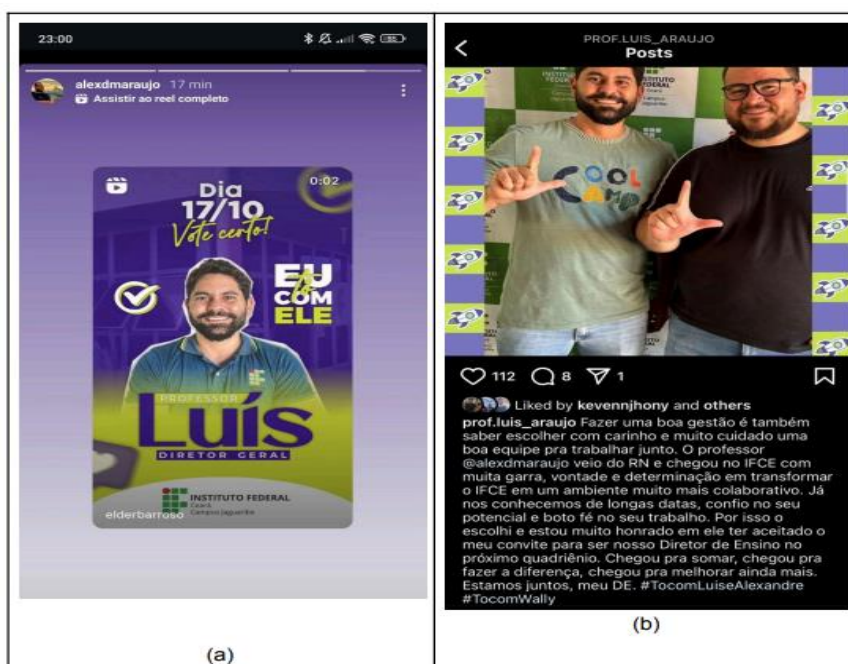 23:00
alexdmaraujo 17 min
Assistir ao reel completo
Dia
17/10
Vote certo!
0:02
EU
tô
COM
ELE
PROFESSOR
Luís
DIRETOR GERAL
INSTITUTO FEDERAL
Ceará
Campus Jaguaribe
elderbarroso
(a)
PROF.LUIS_ARAUJO
Posts
INSTITUTO
FEDERAL
Ceará
Campus
Jaguaribe
COOL
CAMP
112 8 1
Liked by kevennjhony and others
prof.luis_araujo Fazer uma boa gestão é também
saber escolher com carinho e muito cuidado uma
boa equipe pra trabalhar junto. O professor
@alexdmaraujo veio do RN e chegou no IFCE com
muita garra, vontade e determinação em transformar
o IFCE em um ambiente muito mais colaborativo. Já
nos conhecemos de longas datas, confio no seu
potencial e boto fé no seu trabalho. Por isso o
escolhi e estou muito honrado em ele ter aceitado o
meu convite para ser nosso Diretor de Ensino no
próximo quadriênio. Chegou pra somar, chegou pra
fazer a diferença, chegou pra melhorar ainda mais.
Estamos juntos, meu DE. #TocomLuiseAlexandre
#TocomWally
(b)